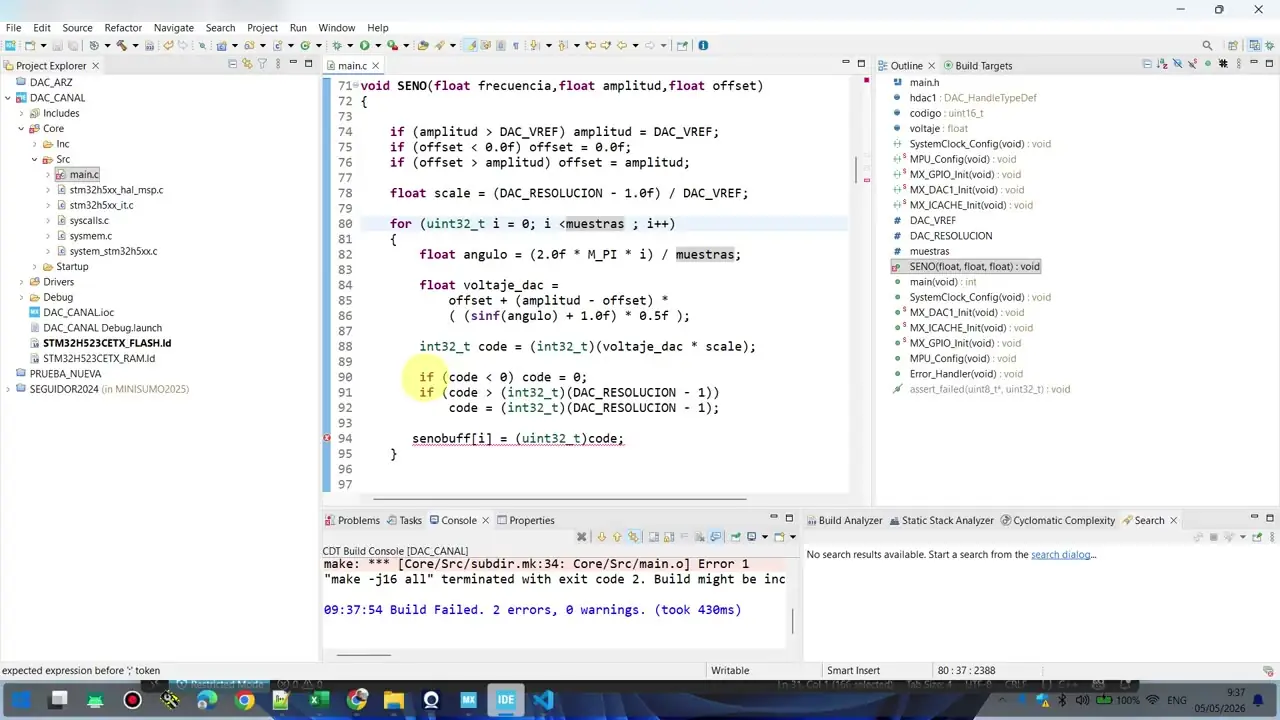 File Edit Source Refactor Navigate Search Project Run Window Help
Project Explorer
DAC_ARZ
DAC_CANAL
Includes
Core
Inc
Src
main.c
stm32h5xx_hal_msp.c
stm32h5xx_it.c
syscalls.c
sysmem.c
system_stm32h5xx.c
Startup
Drivers
Debug
DAC_CANAL.ioc
DAC_CANAL Debug.launch
STM32H523CETX_FLASH.ld
STM32H523CETX_RAM.ld
PRUEBA_NUEVA
SEGUIDOR2024 (in MINISUMO2025)
main.c
71 void SENO(float frecuencia,float amplitud,float offset)
72 {
73
74 if (amplitud > DAC_VREF) amplitud = DAC_VREF;
75 if (offset < 0.0f) offset = 0.0f;
76 if (offset > amplitud) offset = amplitud;
77
78 float scale = (DAC_RESOLUCION - 1.0f) / DAC_VREF;
79
80 for (uint32_t i = 0; i <muestras ; i++)
81 {
82 float angulo = (2.0f * M_PI * i) / muestras;
83
84 float voltaje_dac =
85 offset + (amplitud - offset) *
86 ( (sinf(angulo) + 1.0f) * 0.5f );
87
88 int32_t code = (int32_t)(voltaje_dac * scale);
89
90 if (code < 0) code = 0;
91 if (code > (int32_t)(DAC_RESOLUCION - 1))
92 code = (int32_t)(DAC_RESOLUCION - 1);
93
94 senobuff[i] = (uint32_t)code;
95 }
96
97
Outline Build Targets
main.h
hdac1 : DAC_HandleTypeDef
codigo : uint16_t
voltaje : float
SystemClock_Config(void) : void
MPU_Config(void) : void
MX_GPIO_Init(void) : void
MX_DAC1_Init(void) : void
MX_ICACHE_Init(void) : void
DAC_VREF
DAC_RESOLUCION
muestras
SENO(float, float, float) : void
main(void) : int
SystemClock_Config(void) : void
MX_DAC1_Init(void) : void
MX_ICACHE_Init(void) : void
MX_GPIO_Init(void) : void
MPU_Config(void) : void
Error_Handler(void) : void
assert_failed(uint8_t*, uint32_t) : void
Problems Tasks Console Properties
CDT Build Console [DAC_CANAL]
make: *** [Core/Src/subdir.mk:34: Core/Src/main.o] Error 1
"make -j16 all" terminated with exit code 2. Build might be inc
09:37:54 Build Failed. 2 errors, 0 warnings. (took 430ms)
Build Analyzer Static Stack Analyzer Cyclomatic Complexity Search
No search results available. Start a search from the search dialog...
expected expression before ';' token
Writable
Smart Insert
80 : 37 : 2388
Restricted Mode
MX
IDE
100%
ENG
9:37
05/05/2026